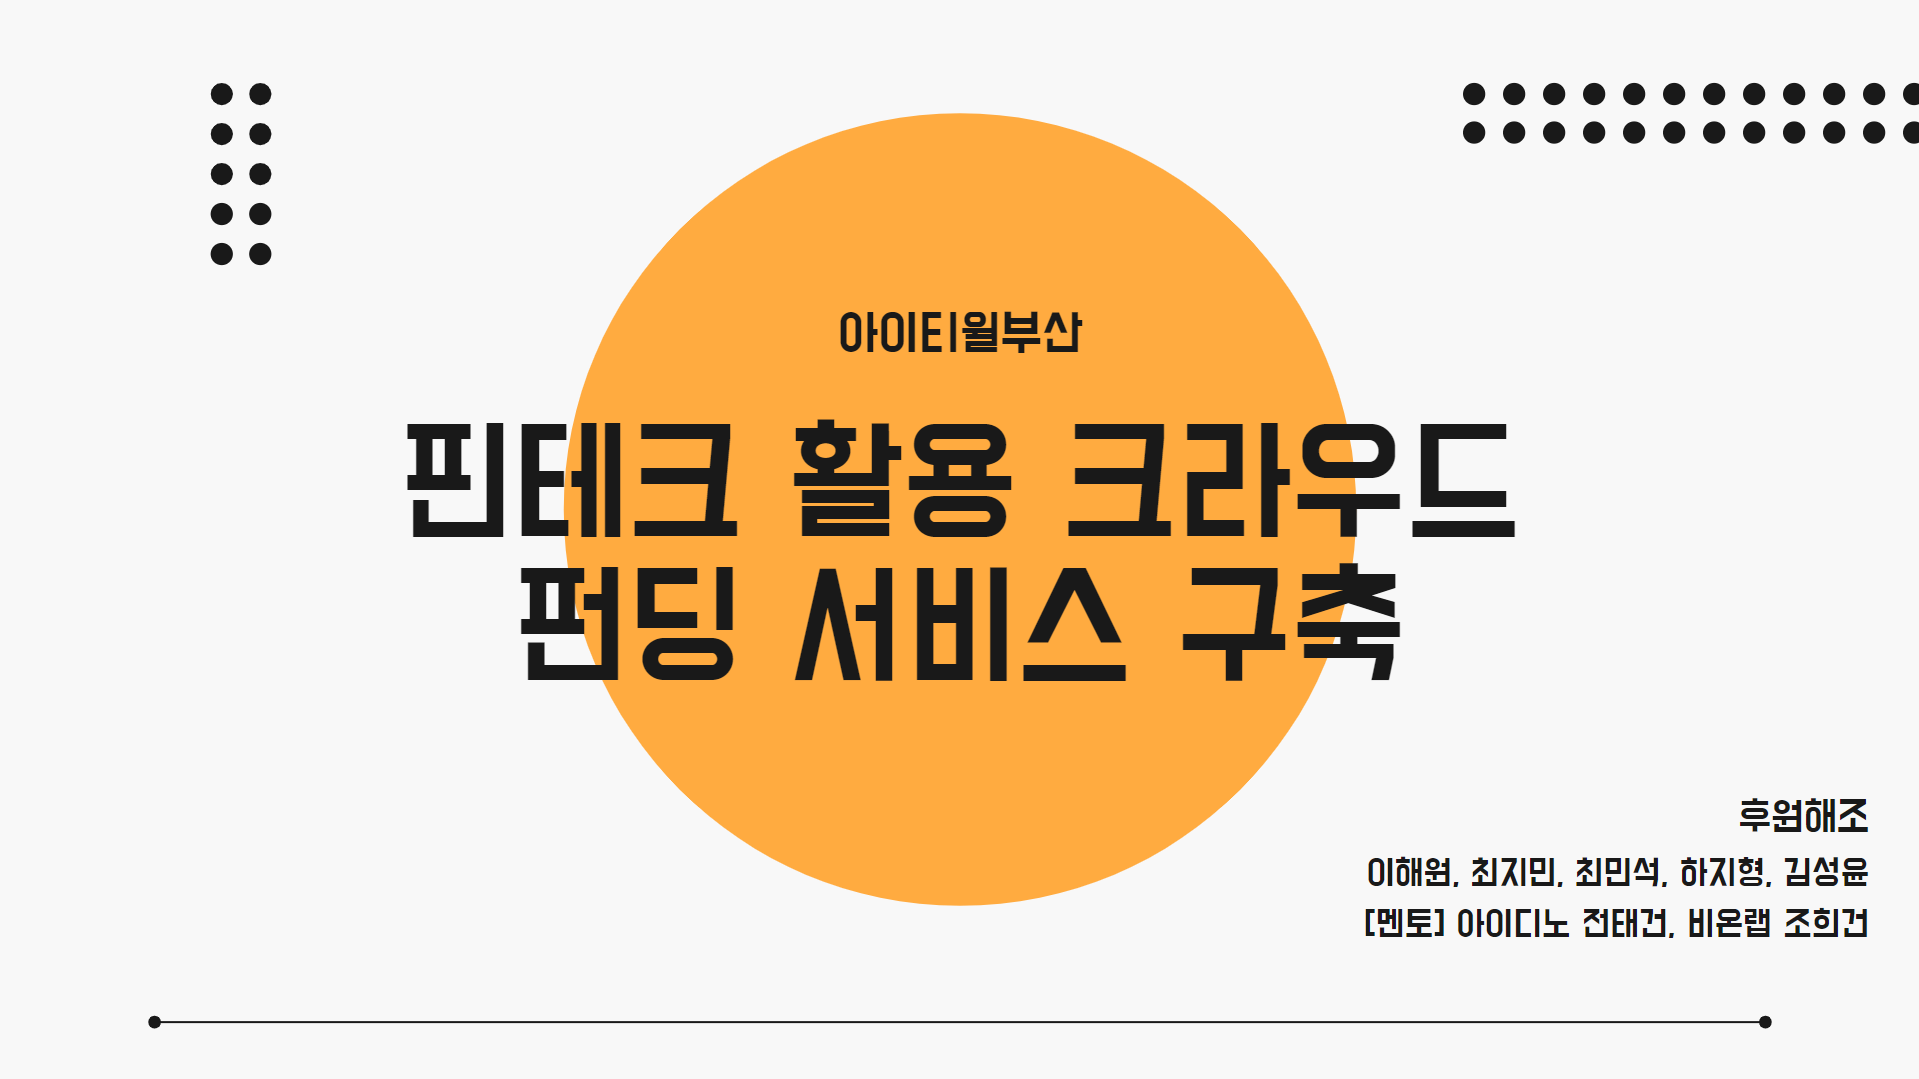 아이티윌부산
핀테크 활용 크라우드
펀딩 서비스 구축
후원해조
이해원, 최지민, 최민석, 하지형, 김성윤
[멘토] 아이디노 전태건, 비온랩 조희건